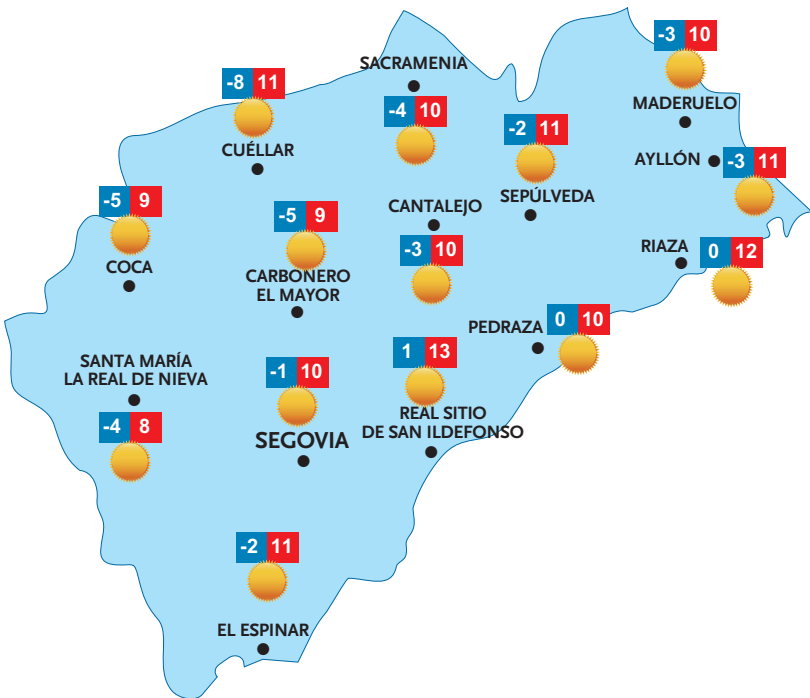 -3 10
MADERUELO
SACRAMENIA
-4 10
-8 11
CUÉLLAR
-2 11
SEPÚLVEDA
AYLLÓN
-3 11
-5 9
COCA
-5 9
CARBONERO
EL MAYOR
CANTALEJO
-3 10
RIAZA
0 12
PEDRAZA
0 10
SANTA MARÍA
LA REAL DE NIEVA
-4 8
-1 10
SEGOVIA
1 13
REAL SITIO
DE SAN ILDEFONSO
-2 11
EL ESPINAR